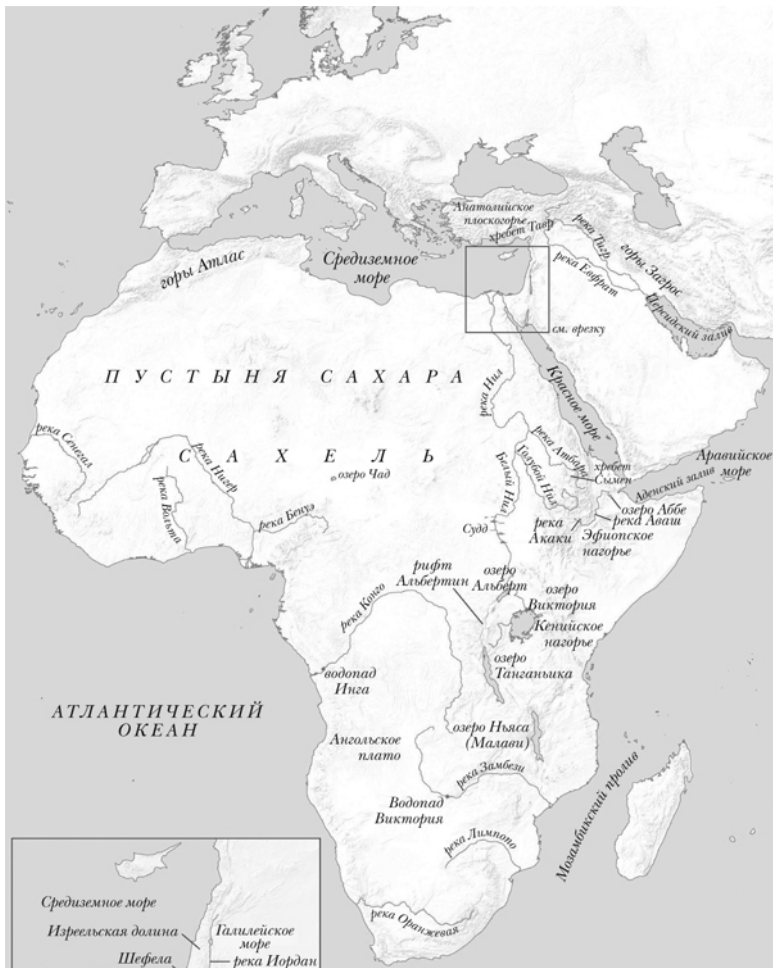 Анатолийское
плоскогорье
хребет Тавр
река Тигр
горы Загрос
река Евфрат
Персидский залив
горы Атлас
Средиземное
море
см. врезку
ПУСТЫНЯ САХАРА
река Нил
Красное море
река Сенегал
река Нигер
САХЕЛЬ
озеро Чад
река Вольта
река Бенуэ
Белый Нил
Голубой Нил
река Атбара
хребет
Сымен
Аравийское
море
Аденский залив
озеро Аббе
река Аваш
река
Акаки
Эфиопское
нагорье
Судд
рифт
Альбертин
озеро
Альберт
озеро
Виктория
Кенийское
нагорье
река Конго
озеро
Танганьика
водопад
Инга
АТЛАНТИЧЕСКИЙ
ОКЕАН
Ангольское
плато
озеро Ньяса
(Малави)
река Замбези
Водопад
Виктория
Мозамбикский пролив
река Лимпопо
река Оранжевая
Средиземное море
Изреельская долина
Галилейское
море
Шефела
река Иордан